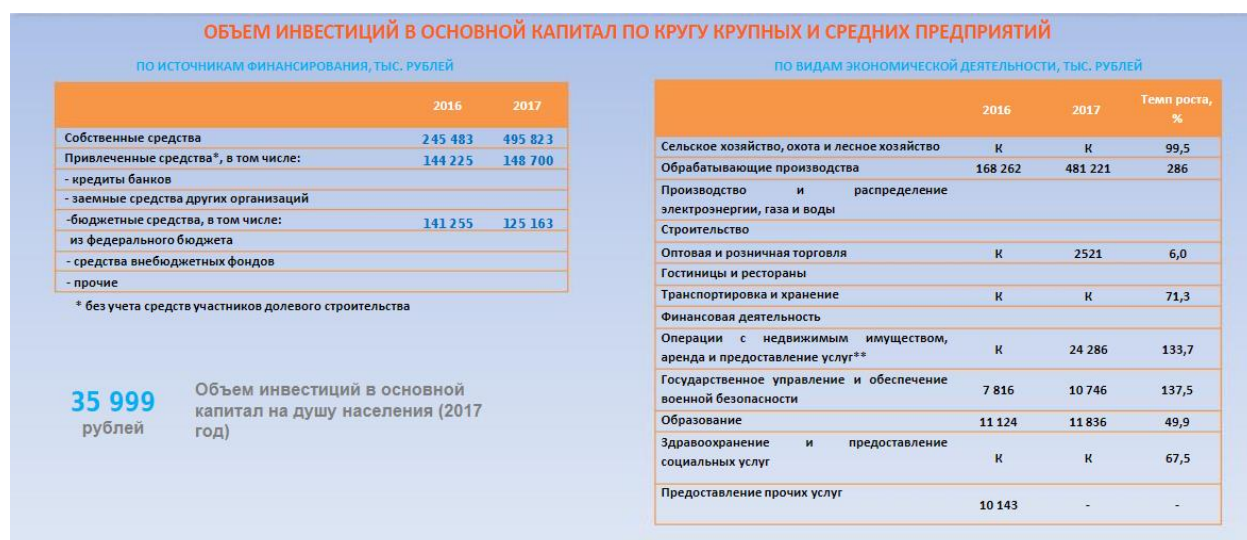 ОБЪЕМ ИНВЕСТИЦИЙ В ОСНОВНОЙ КАПИТАЛ ПО КРУГУ КРУПНЫХ И СРЕДНИХ ПРЕДПРИЯТИЙ
ПО ИСТОЧНИКАМ ФИНАНСИРОВАНИЯ, ТЫС. РУБЛЕЙ
2016 2017
Собственные средства 245 483 495 823
Привлеченные средства*, в том числе: 144 225 148 700
- кредиты банков
- заемные средства других организаций
-бюджетные средства, в том числе: 141 255 125 163
из федерального бюджета
- средства внебюджетных фондов
- прочие
* без учета средств участников долевого строительства
35 999
рублей
Объем инвестиций в основной
капитал на душу населения (2017
год)
ПО ВИДАМ ЭКОНОМИЧЕСКОЙ ДЕЯТЕЛЬНОСТИ, ТЫС. РУБЛЕЙ
2016 2017 Темп роста,
%
Сельское хозяйство, охота и лесное хозяйство К К 99,5
Обрабатывающие производства 168 262 481 221 286
Производство и распределение
электроэнергии, газа и воды
Строительство
Оптовая и розничная торговля К 2521 6,0
Гостиницы и рестораны
Транспортировка и хранение К К 71,3
Финансовая деятельность
Операции с недвижимым имуществом,
аренда и предоставление услуг** К 24 286 133,7
Государственное управление и обеспечение
военной безопасности 7 816 10 746 137,5
Образование 11 124 11 836 49,9
Здравоохранение и предоставление
социальных услуг К К 67,5
Предоставление прочих услуг
10 143 - -